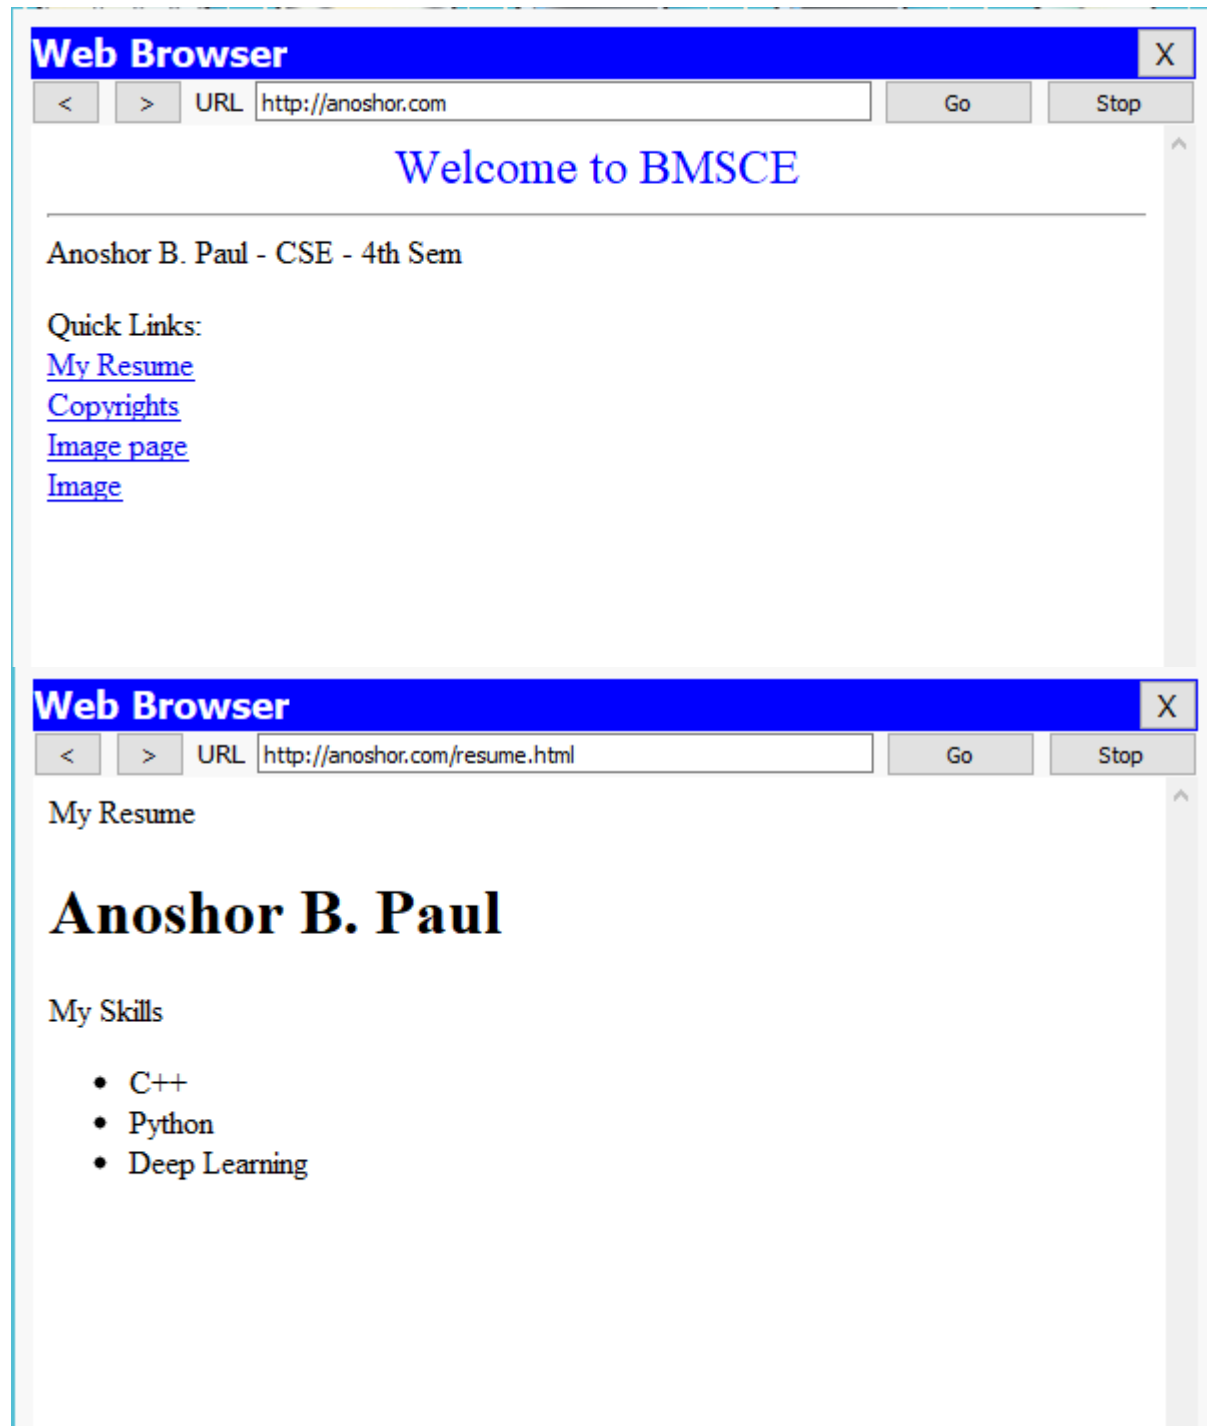 Web Browser X
< > URL http://anoshor.com Go Stop
Welcome to BMSCE
Anoshor B. Paul - CSE - 4th Sem
Quick Links:
My Resume
Copyrights
Image page
Image
Web Browser X
< > URL http://anoshor.com/resume.html Go Stop
My Resume
Anoshor B. Paul
My Skills
• C++
• Python
• Deep Learning